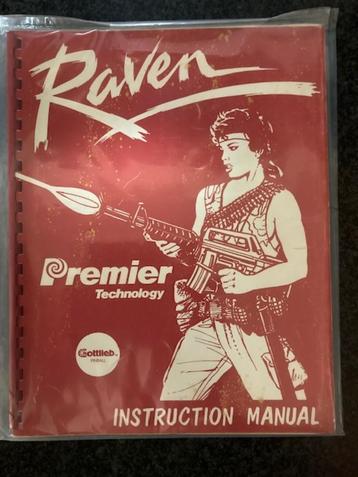 Raven
Premier
Technology
Gottlieb
PINBALL
INSTRUCTION MANUAL